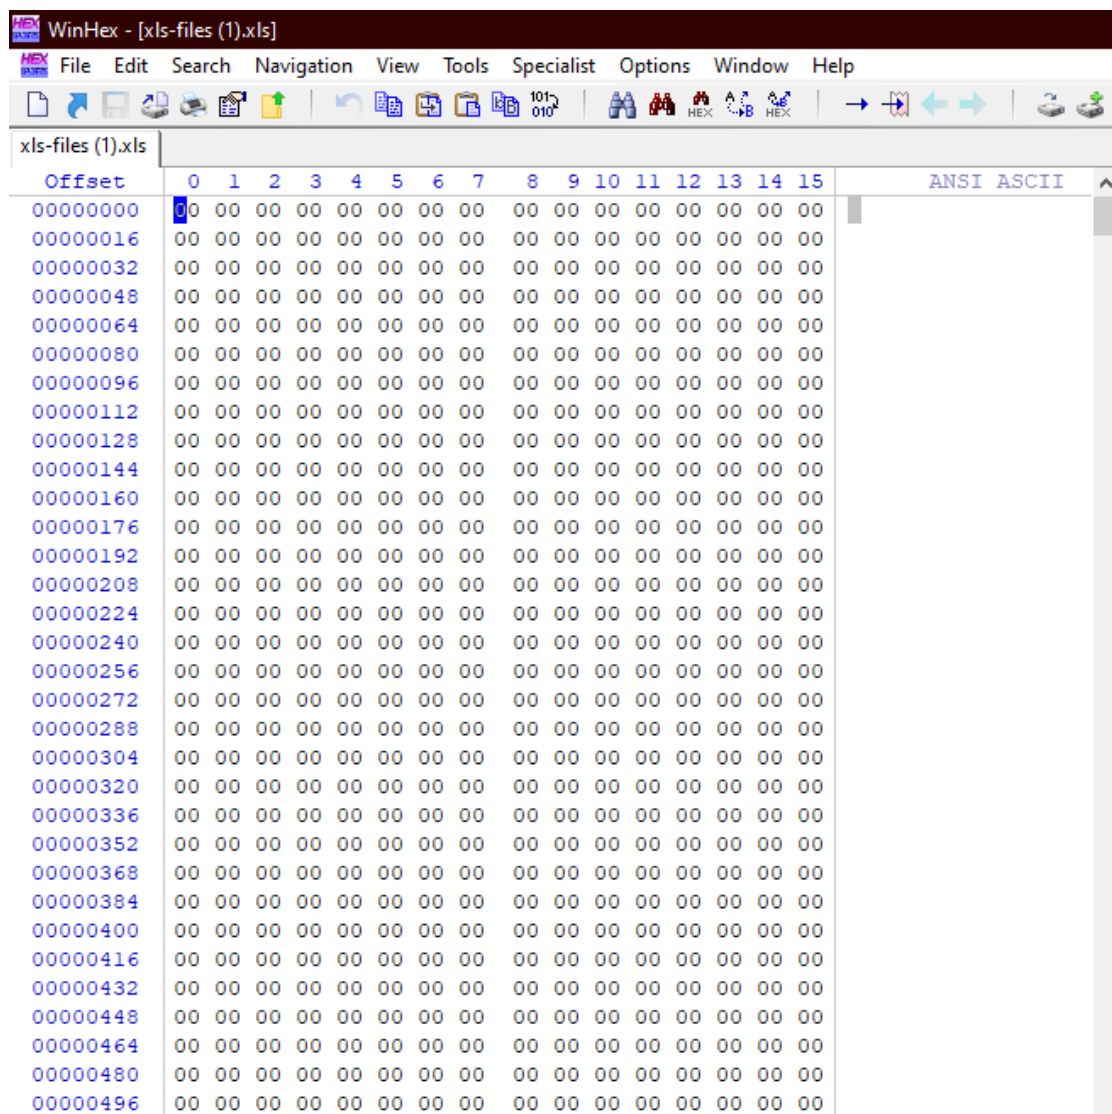 WinHex - [xls-files (1).xls]
File Edit Search Navigation View Tools Specialist Options Window Help
xls-files (1).xls
Offset 0 1 2 3 4 5 6 7 8 9 10 11 12 13 14 15 ANSI ASCII
00000000 00 00 00 00 00 00 00 00 00 00 00 00 00 00 00 00
00000016 00 00 00 00 00 00 00 00 00 00 00 00 00 00 00 00
00000032 00 00 00 00 00 00 00 00 00 00 00 00 00 00 00 00
00000048 00 00 00 00 00 00 00 00 00 00 00 00 00 00 00 00
00000064 00 00 00 00 00 00 00 00 00 00 00 00 00 00 00 00
00000080 00 00 00 00 00 00 00 00 00 00 00 00 00 00 00 00
00000096 00 00 00 00 00 00 00 00 00 00 00 00 00 00 00 00
00000112 00 00 00 00 00 00 00 00 00 00 00 00 00 00 00 00
00000128 00 00 00 00 00 00 00 00 00 00 00 00 00 00 00 00
00000144 00 00 00 00 00 00 00 00 00 00 00 00 00 00 00 00
00000160 00 00 00 00 00 00 00 00 00 00 00 00 00 00 00 00
00000176 00 00 00 00 00 00 00 00 00 00 00 00 00 00 00 00
00000192 00 00 00 00 00 00 00 00 00 00 00 00 00 00 00 00
00000208 00 00 00 00 00 00 00 00 00 00 00 00 00 00 00 00
00000224 00 00 00 00 00 00 00 00 00 00 00 00 00 00 00 00
00000240 00 00 00 00 00 00 00 00 00 00 00 00 00 00 00 00
00000256 00 00 00 00 00 00 00 00 00 00 00 00 00 00 00 00
00000272 00 00 00 00 00 00 00 00 00 00 00 00 00 00 00 00
00000288 00 00 00 00 00 00 00 00 00 00 00 00 00 00 00 00
00000304 00 00 00 00 00 00 00 00 00 00 00 00 00 00 00 00
00000320 00 00 00 00 00 00 00 00 00 00 00 00 00 00 00 00
00000336 00 00 00 00 00 00 00 00 00 00 00 00 00 00 00 00
00000352 00 00 00 00 00 00 00 00 00 00 00 00 00 00 00 00
00000368 00 00 00 00 00 00 00 00 00 00 00 00 00 00 00 00
00000384 00 00 00 00 00 00 00 00 00 00 00 00 00 00 00 00
00000400 00 00 00 00 00 00 00 00 00 00 00 00 00 00 00 00
00000416 00 00 00 00 00 00 00 00 00 00 00 00 00 00 00 00
00000432 00 00 00 00 00 00 00 00 00 00 00 00 00 00 00 00
00000448 00 00 00 00 00 00 00 00 00 00 00 00 00 00 00 00
00000464 00 00 00 00 00 00 00 00 00 00 00 00 00 00 00 00
00000480 00 00 00 00 00 00 00 00 00 00 00 00 00 00 00 00
00000496 00 00 00 00 00 00 00 00 00 00 00 00 00 00 00 00